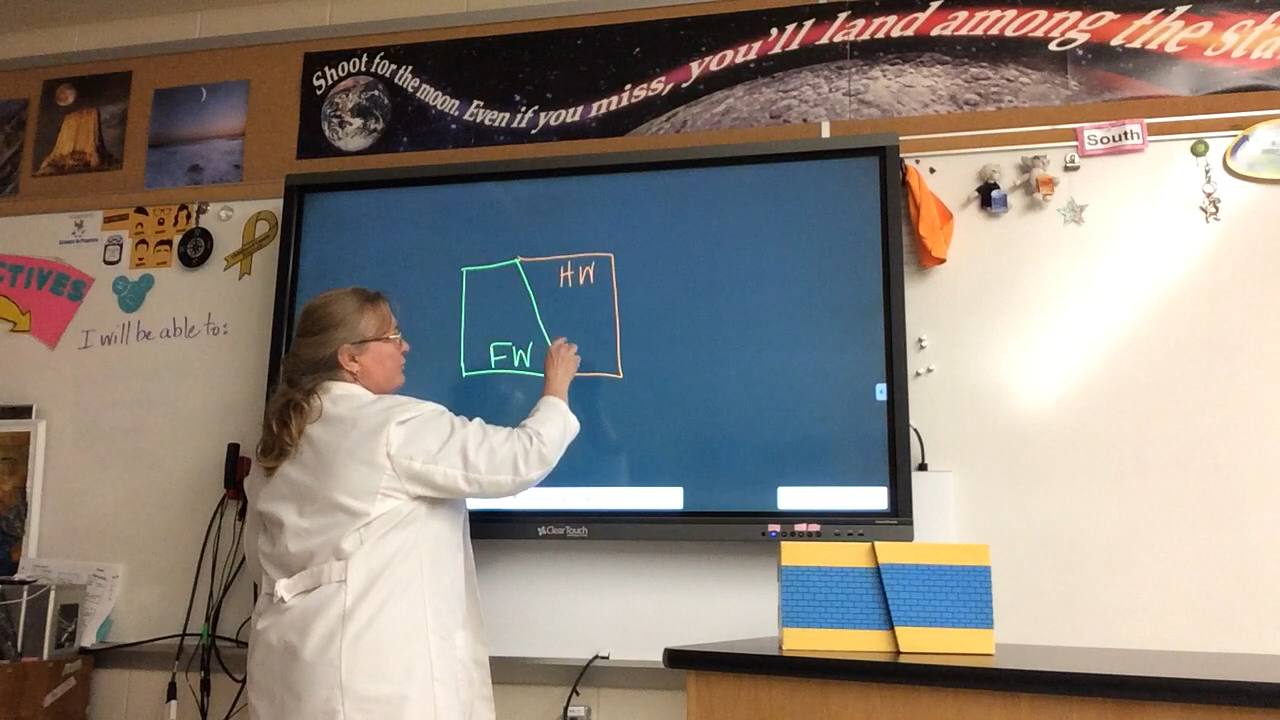 Shoot for the moon. Even if you miss, you'll land among the sta
South
CTIVES
I will be able to:
HW
FW
ClearTouch